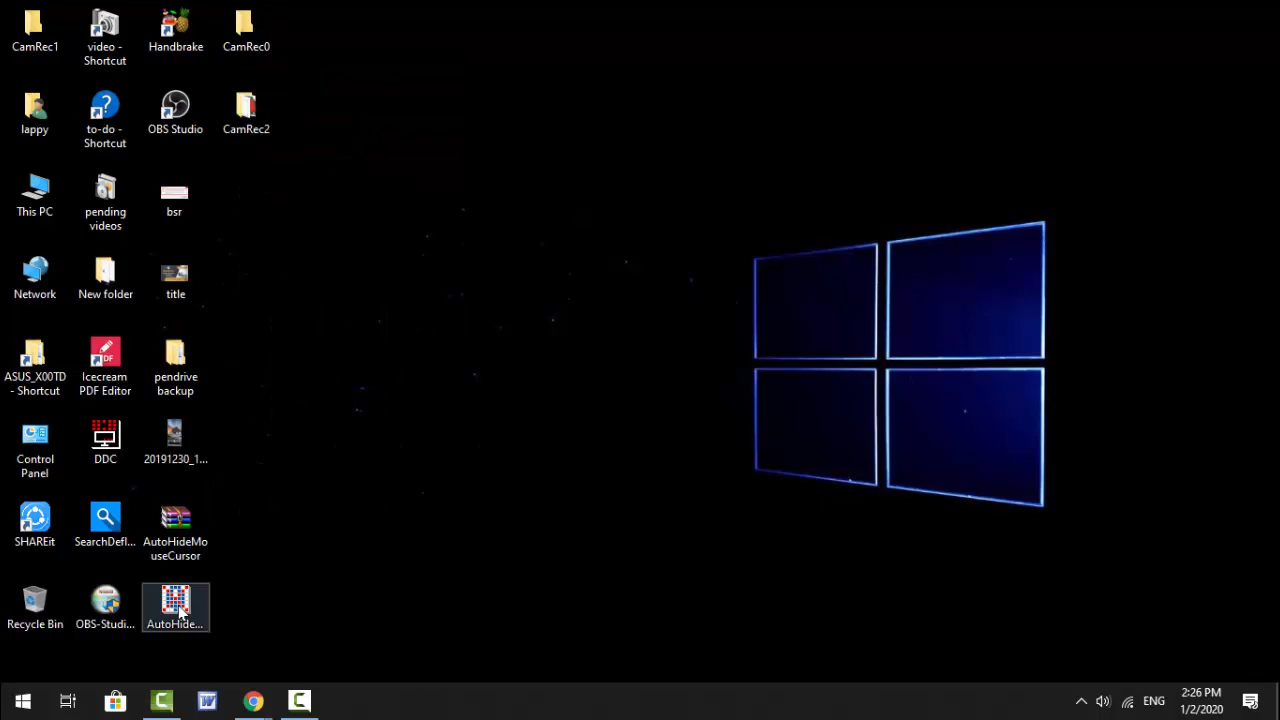 CamRec1
video -
Shortcut
Handbrake
CamRec0
lappy
to-do -
Shortcut
OBS Studio
CamRec2
This PC
pending
videos
bsr
Network
New folder
title
ASUS_X00TD
- Shortcut
Icecream
PDF Editor
pendrive
backup
Control
Panel
DDC
20191230_1...
SHAREit
SearchDefl...
AutoHideMo
useCursor
Recycle Bin
OBS-Studi...
AutoHide...
ENG
2:26 PM
1/2/2020